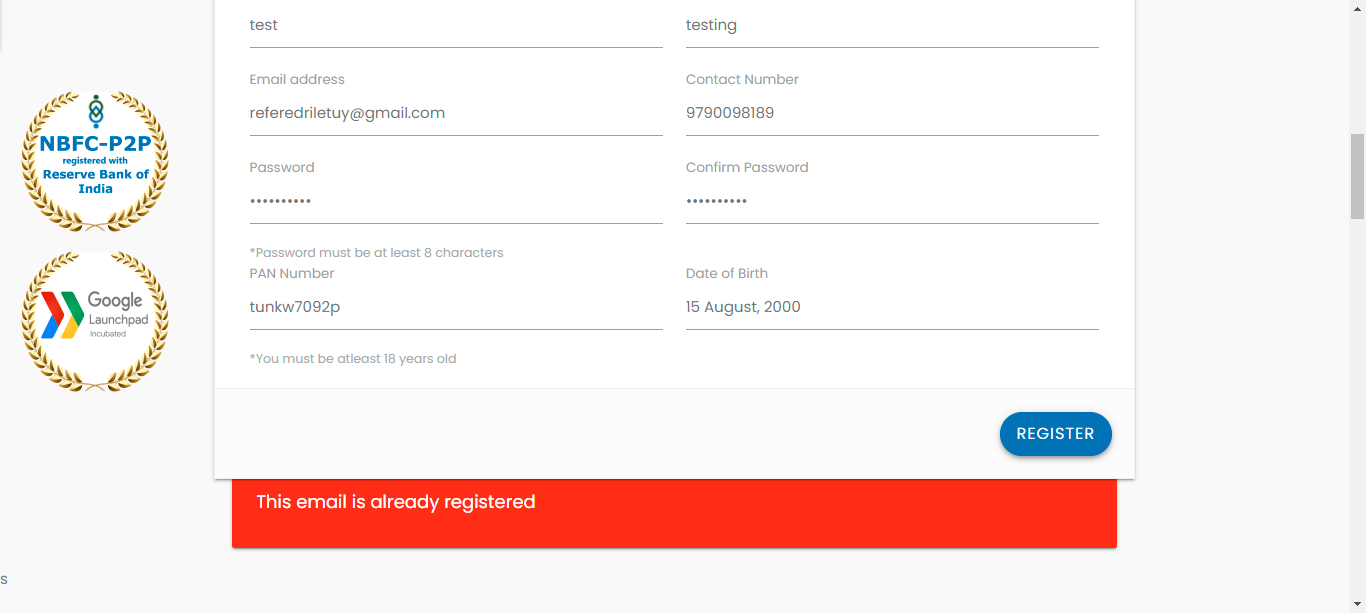 test
testing
Email address
Contact Number
referedriletuy@gmail.com
9790098189
Password
Confirm Password
••••••••••
••••••••••
*Password must be at least 8 characters
PAN Number
Date of Birth
tunkw7092p
15 August, 2000
*You must be atleast 18 years old
REGISTER
This email is already registered
NBFC-P2P
registered with
Reserve Bank of
India
Google
Launchpad
Incubated
s